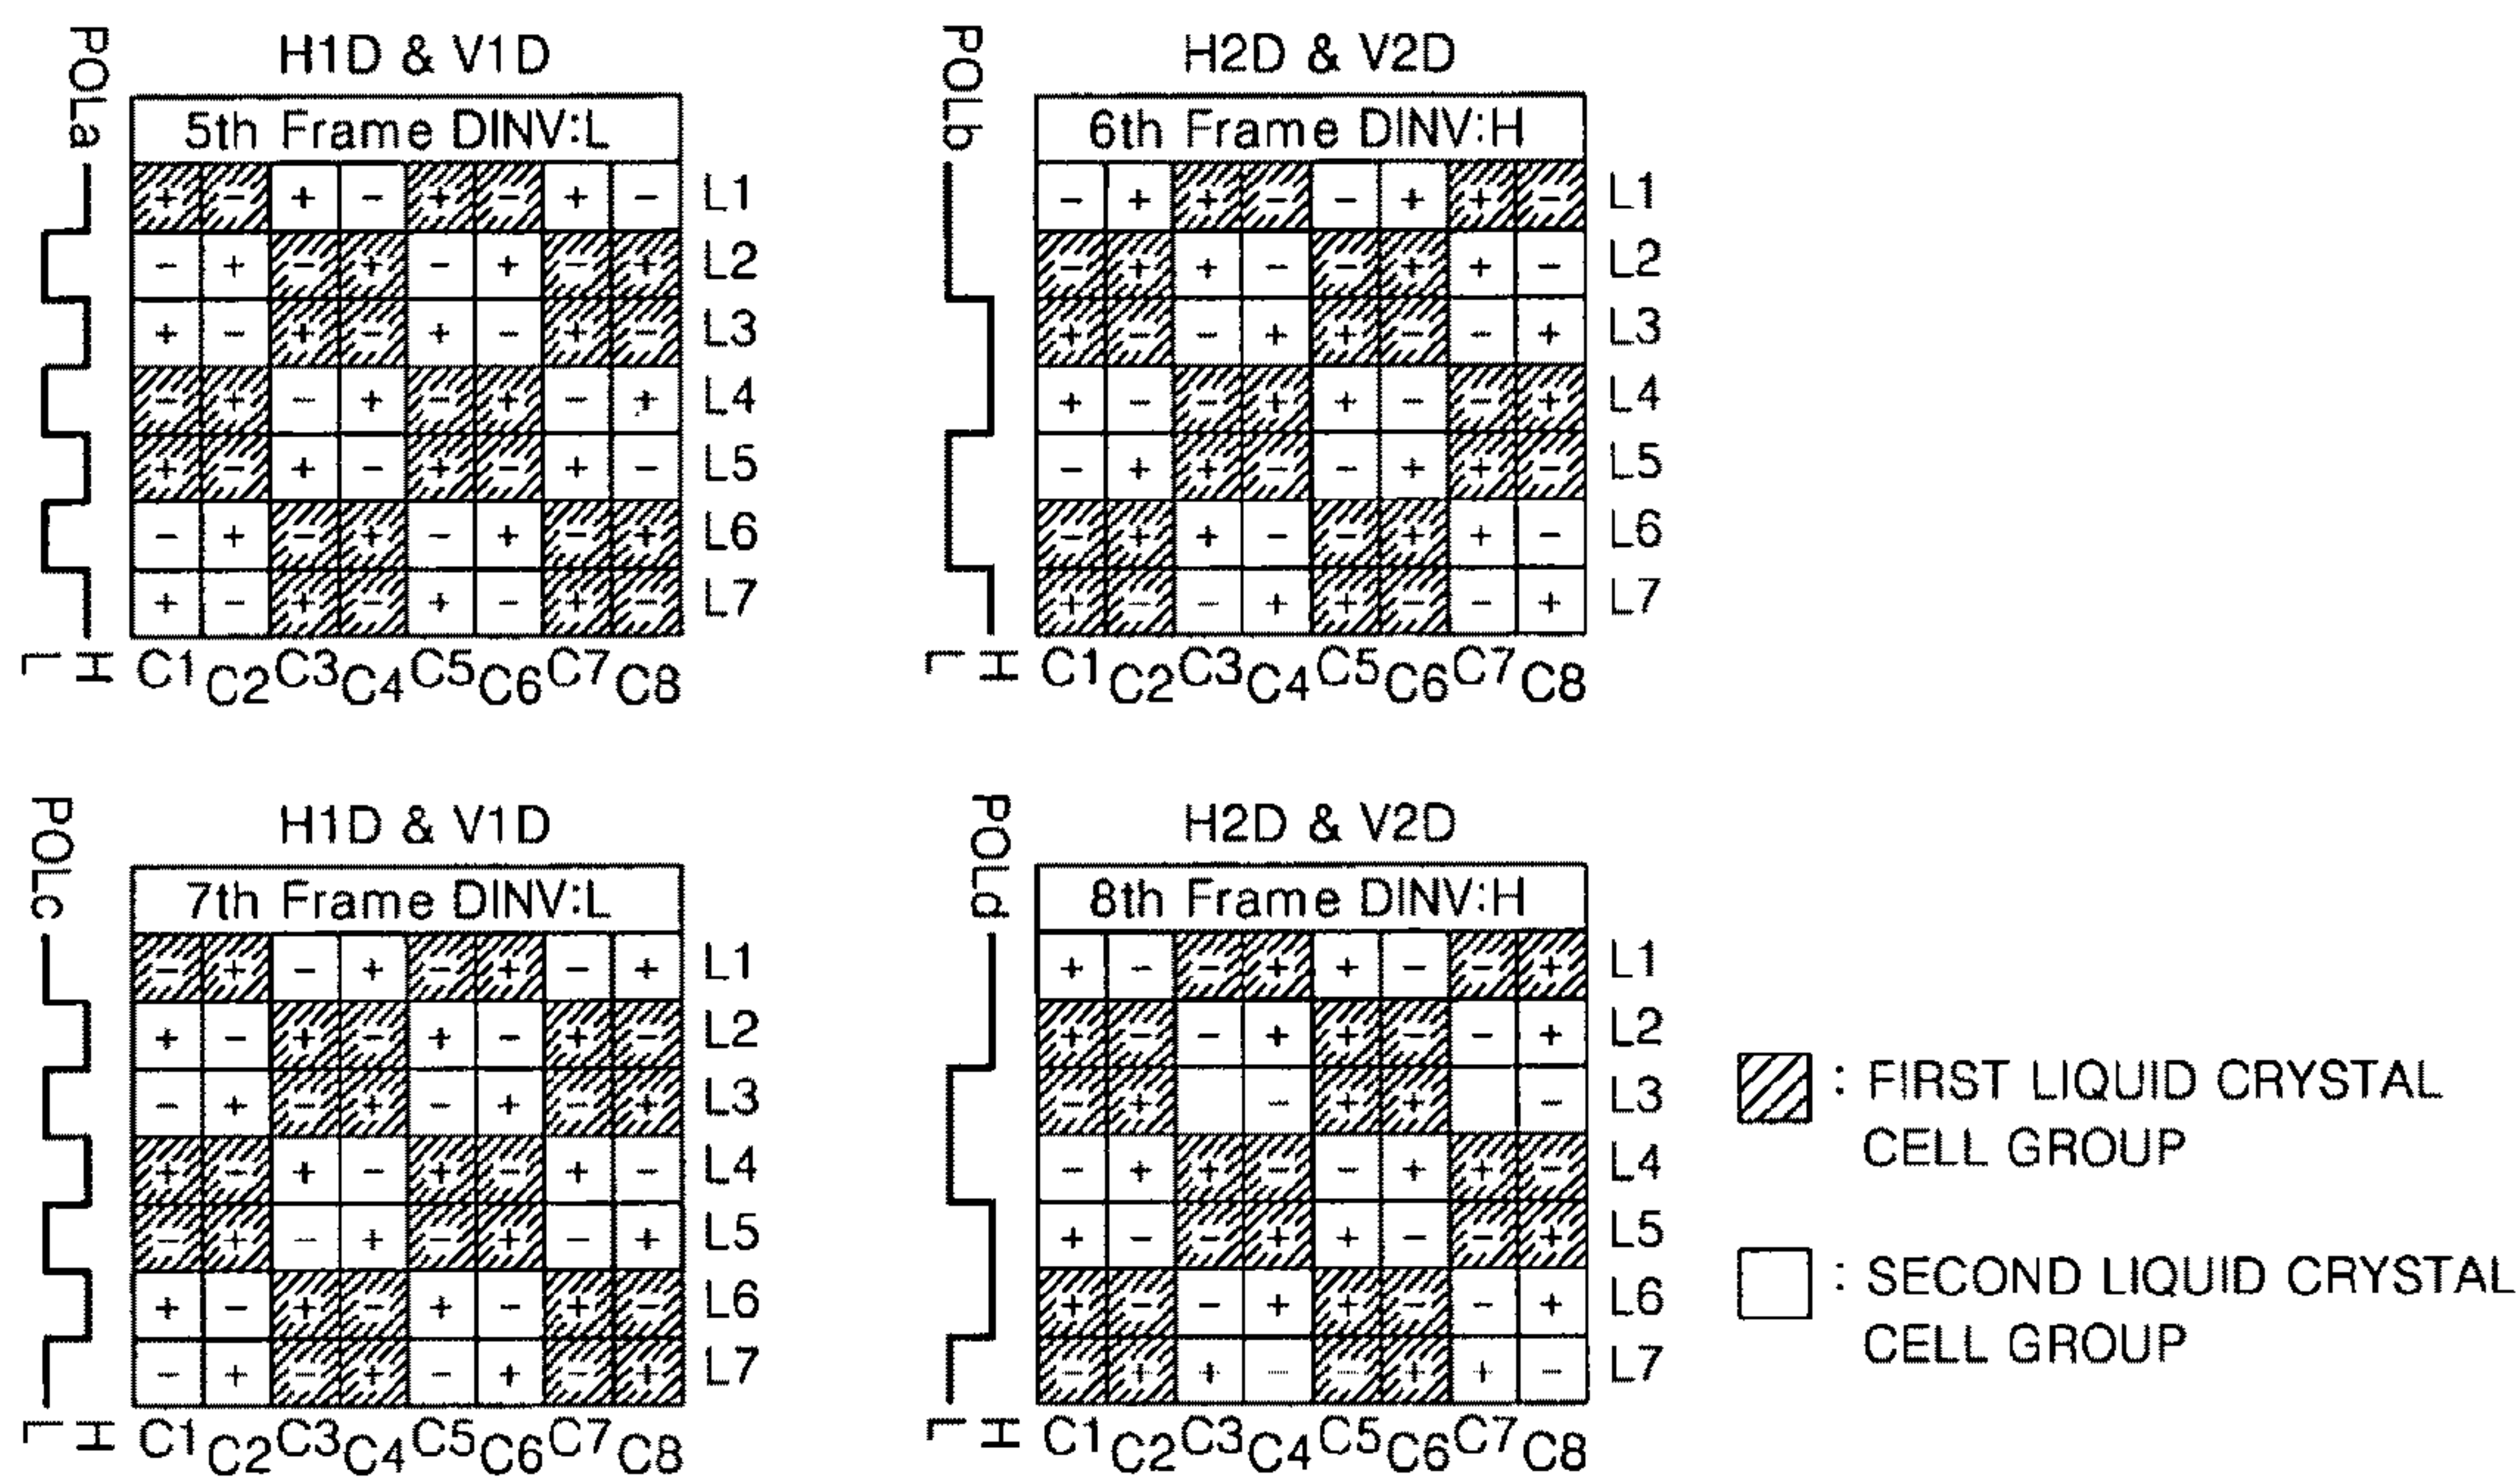 POLa
H1D & V1D
5th Frame DINV:L
+ - + - + - + - L1
- + - + - + - + L2
+ - + - + - + - L3
- + - + - + - + L4
+ - + - + - + - L5
- + - + - + - + L6
+ - + - + - + - L7
L H C1 C2 C3 C4 C5 C6 C7 C8
POLb
H2D & V2D
6th Frame DINV:H
- + + - - + + - L1
- + + - - + + - L2
+ - - + + - - + L3
+ - - + + - - + L4
- + + - - + + - L5
- + + - - + + - L6
+ - - + + - - + L7
L H C1 C2 C3 C4 C5 C6 C7 C8
POLc
H1D & V1D
7th Frame DINV:L
- + - + - + - + L1
+ - + - + - + - L2
- + - + - + - + L3
+ - + - + - + - L4
- + - + - + - + L5
+ - + - + - + - L6
- + - + - + - + L7
L H C1 C2 C3 C4 C5 C6 C7 C8
POLd
H2D & V2D
8th Frame DINV:H
+ - - + + - - + L1
+ - - + + - - + L2
- + - + + - L3
- + + - - + + - L4
+ - - + + - - + L5
+ - - + + - - + L6
- + + - - + + - L7
L H C1 C2 C3 C4 C5 C6 C7 C8
: FIRST LIQUID CRYSTAL
CELL GROUP
: SECOND LIQUID CRYSTAL
CELL GROUP